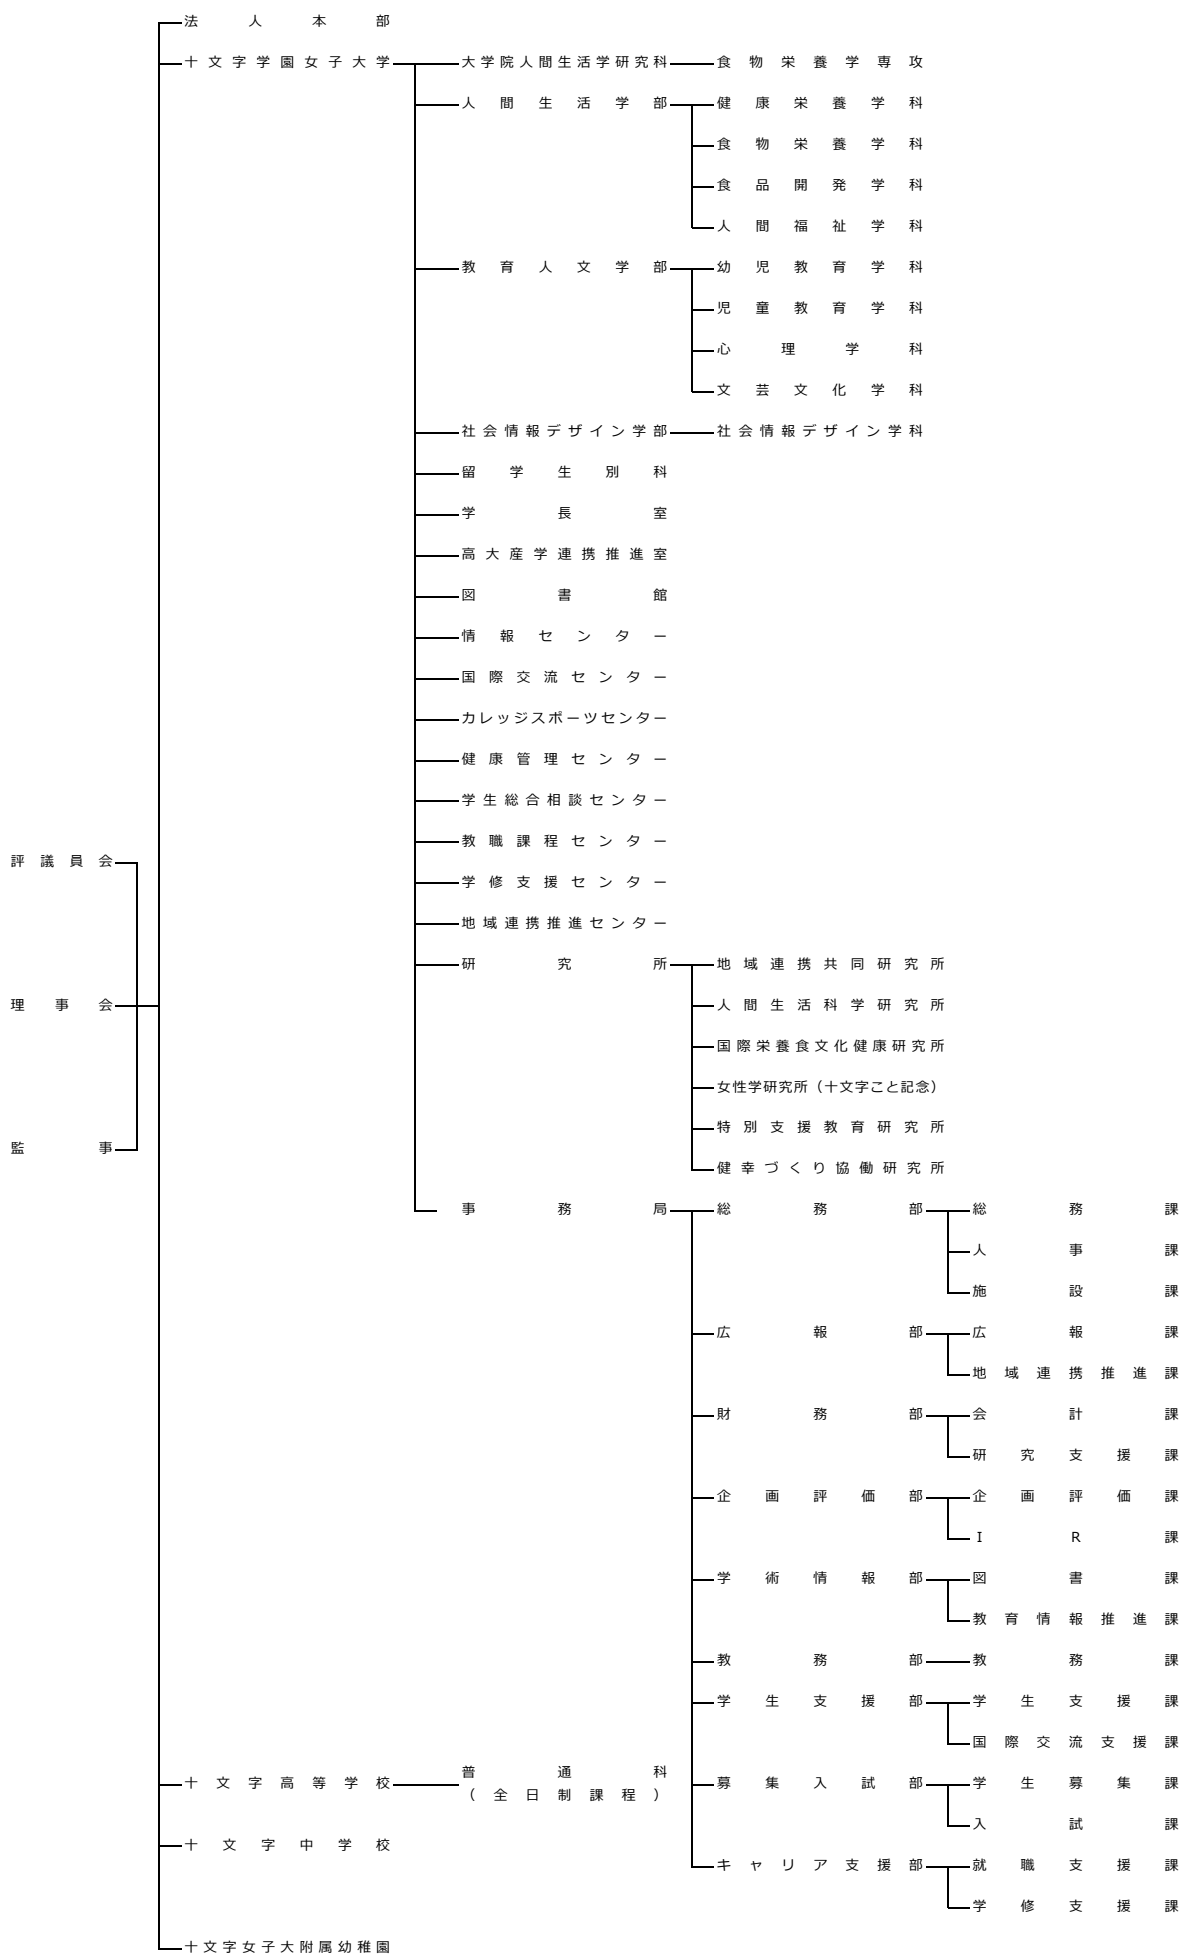 法人本部
十文字学園女子大学 大学院人間生活学研究科 食物栄養学専攻
人間生活学部 健康栄養学科
食物栄養学科
食品開発学科
人間福祉学科
教育人文学部 幼児教育学科
児童教育学科
心理学科
文芸文化学科
社会情報デザイン学部 社会情報デザイン学科
留学生別科
学長室
高大産学連携推進室
図書館
情報センター
国際交流センター
カレッジスポーツセンター
健康管理センター
学生総合相談センター
教職課程センター
評議員会
学修支援センター
地域連携推進センター
研究所 地域連携共同研究所
理事会 人間生活科学研究所
国際栄養食文化健康研究所
女性学研究所（十文字こと記念）
特別支援教育研究所
監事
健幸づくり協働研究所
事務局 総務部 総務課
人事課
施設課
広報部 広報課
地域連携推進課
財務部 会計課
研究支援課
企画評価部 企画評価課
ＩＲ課
学術情報部 図書課
教育情報推進課
教務部 教務課
学生支援部 学生支援課
国際交流支援課
十文字高等学校 普通科 募集入試部 学生募集課
（全日制課程）
入試課
十文字中学校
キャリア支援部 就職支援課
学修支援課
十文字女子大附属幼稚園